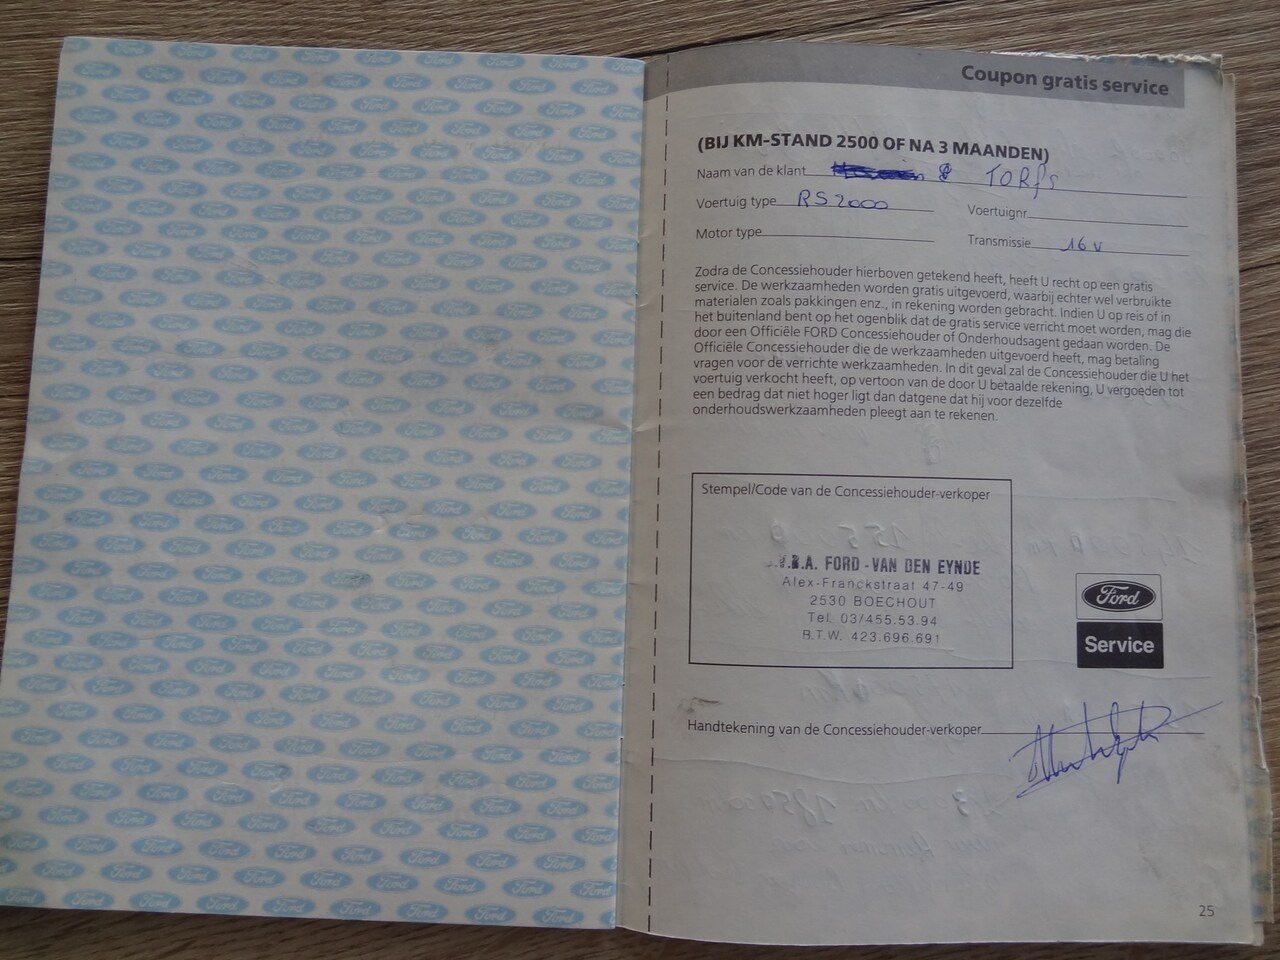 Coupon gratis service
(BIJ KM-STAND 2500 OF NA 3 MAANDEN)
Naam van de klant & TORfs
Voertuig type RS 2000 Voertuignr.
Motor type Transmissie 16 v
Zodra de Concessiehouder hierboven getekend heeft, heeft U recht op een gratis
service. De werkzaamheden worden gratis uitgevoerd, waarbij echter wel verbruikte
materialen zoals pakkingen enz., in rekening worden gebracht. Indien U op reis of in
het buitenland bent op het ogenblik dat de gratis service verricht moet worden, mag die
door een Officiële FORD Concessiehouder of Onderhoudsagent gedaan worden. De
Officiële Concessiehouder die de werkzaamheden uitgevoerd heeft, mag betaling
vragen voor de verrichte werkzaamheden. In dit geval zal de Concessiehouder die U het
voertuig verkocht heeft, op vertoon van de door U betaalde rekening, U vergoeden tot
een bedrag dat niet hoger ligt dan datgene dat hij voor dezelfde
onderhoudswerkzaamheden pleegt aan te rekenen.
Stempel/Code van de Concessiehouder-verkoper
.V.B.A. FORD - VAN DEN EYNDE
Alex-Franckstraat 47-49
2530 BOECHOUT
Tel. 03/455.53.94
B.T.W. 423.696.691
Ford
Service
Handtekening van de Concessiehouder-verkoper
25